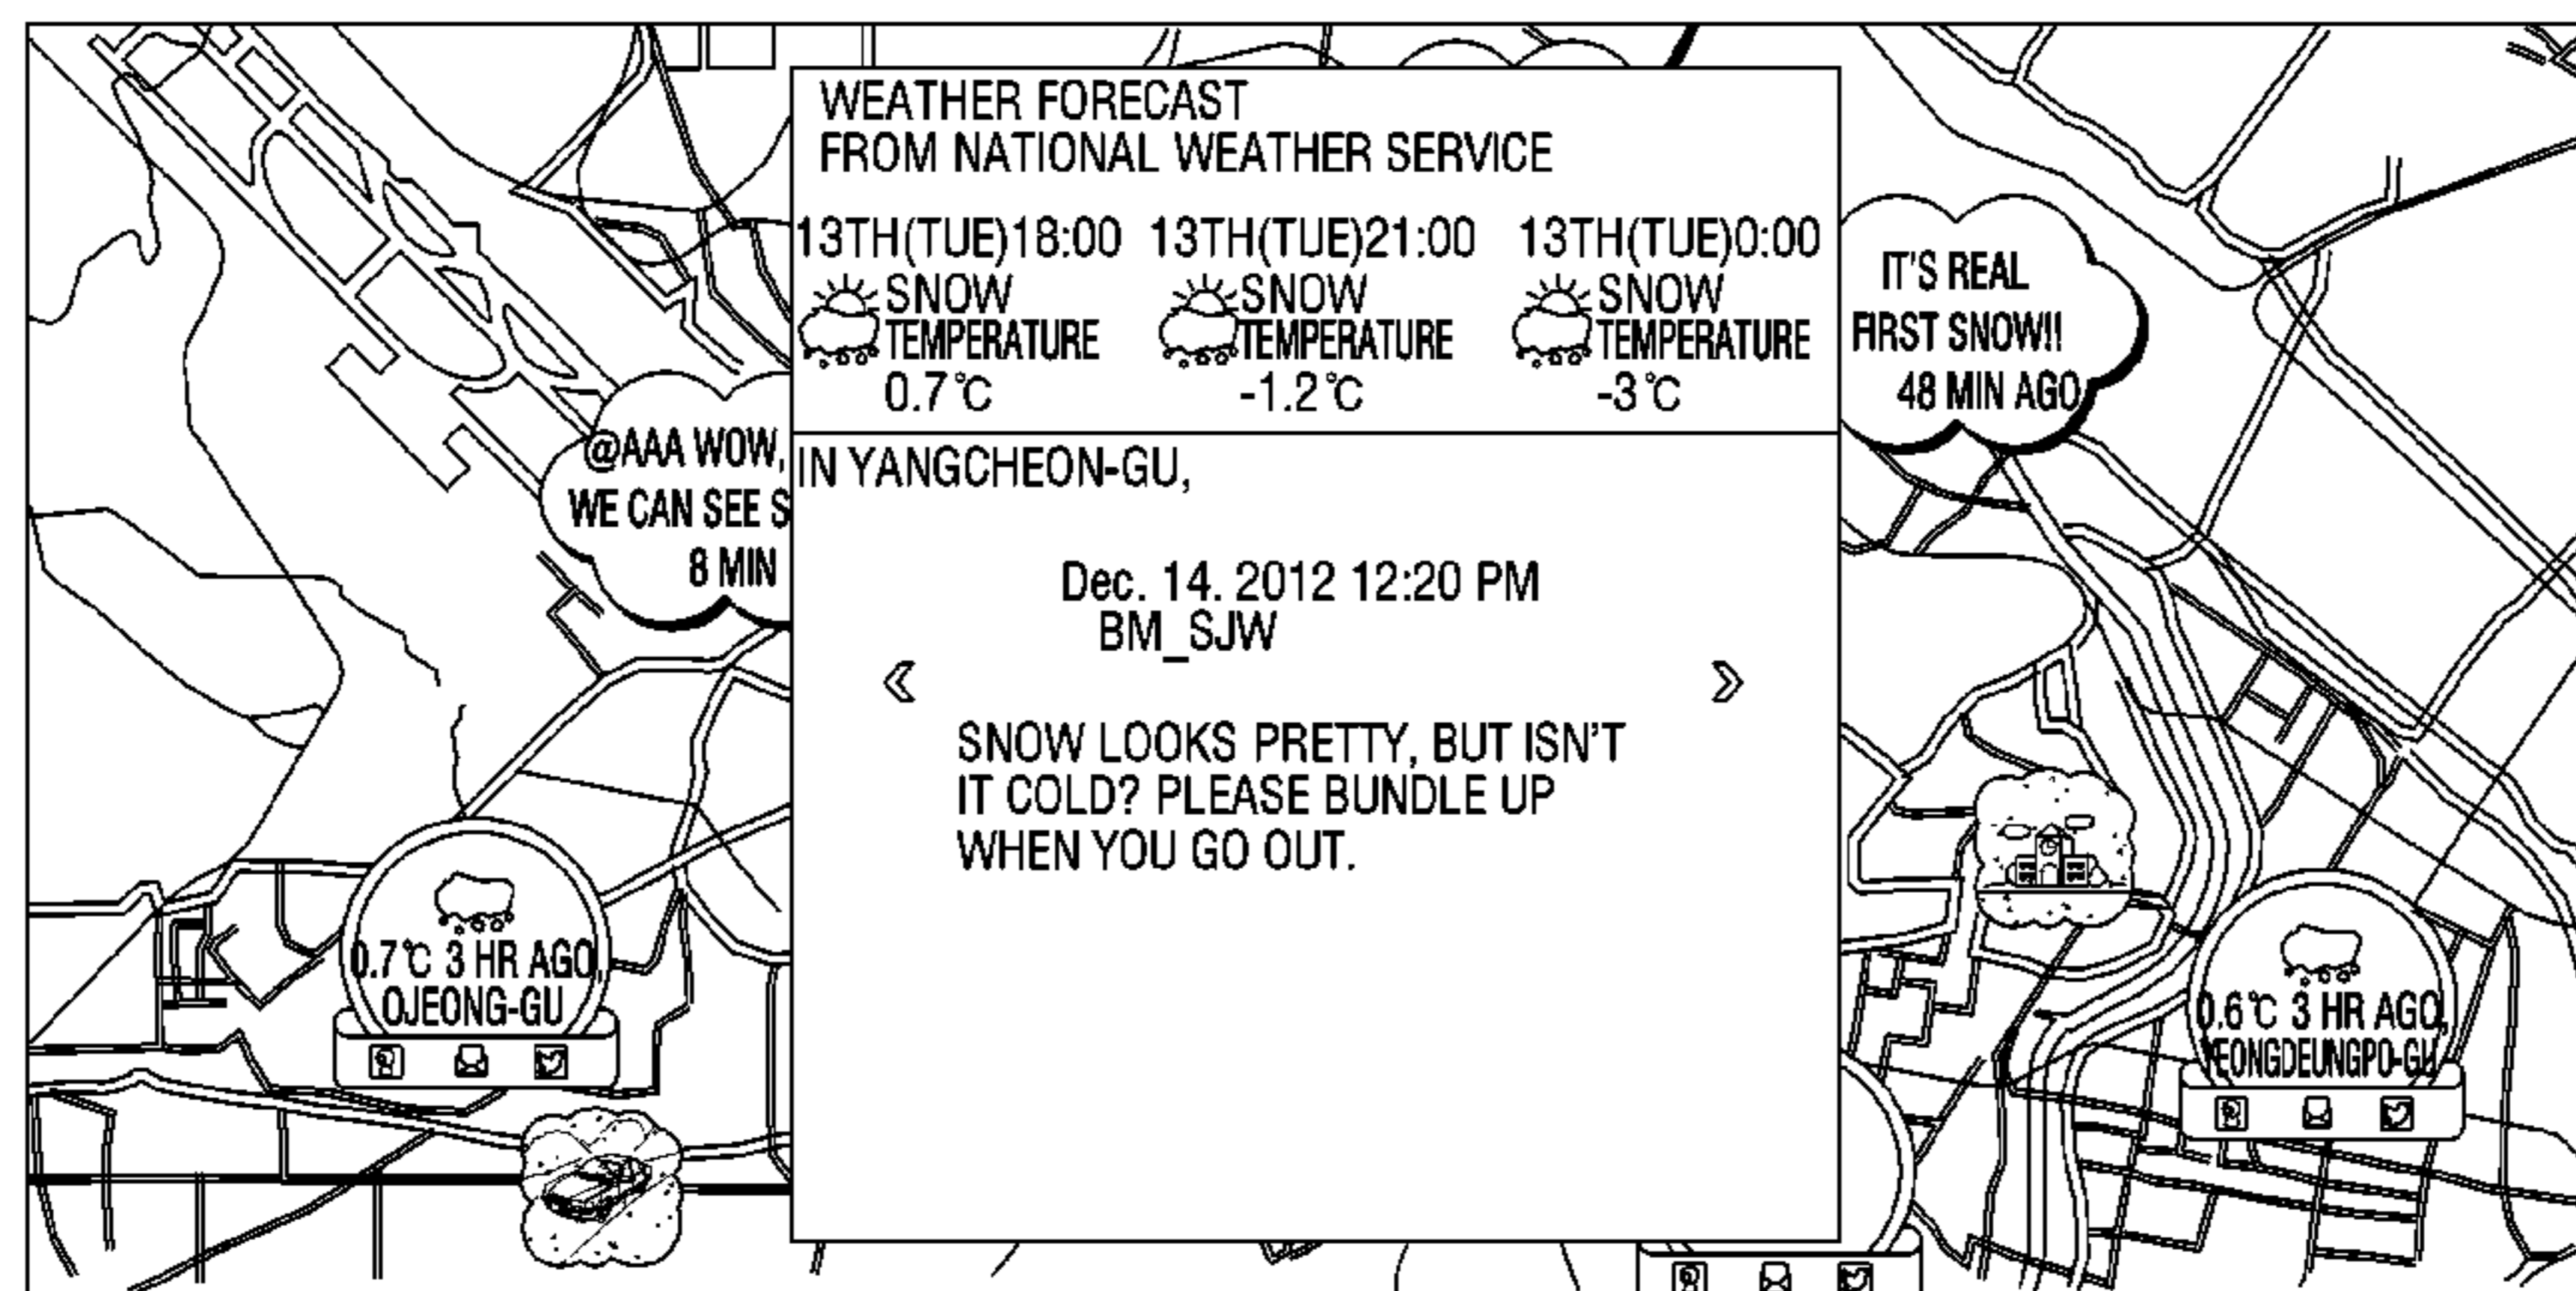 WEATHER FORECAST
FROM NATIONAL WEATHER SERVICE
13TH(TUE)18:00 13TH(TUE)21:00 13TH(TUE)0:00
SNOW SNOW SNOW
TEMPERATURE TEMPERATURE TEMPERATURE
0.7℃ -1.2℃ -3℃
IN YANGCHEON-GU,
Dec. 14. 2012 12:20 PM
BM_SJW
« »
SNOW LOOKS PRETTY, BUT ISN'T
IT COLD? PLEASE BUNDLE UP
WHEN YOU GO OUT.
@AAA WOW,
WE CAN SEE S
8 MIN
IT'S REAL
FIRST SNOW!!
48 MIN AGO
0.7℃ 3 HR AGO,
OJEONG-GU
0.6℃ 3 HR AGO,
YEONGDEUNGPO-GU